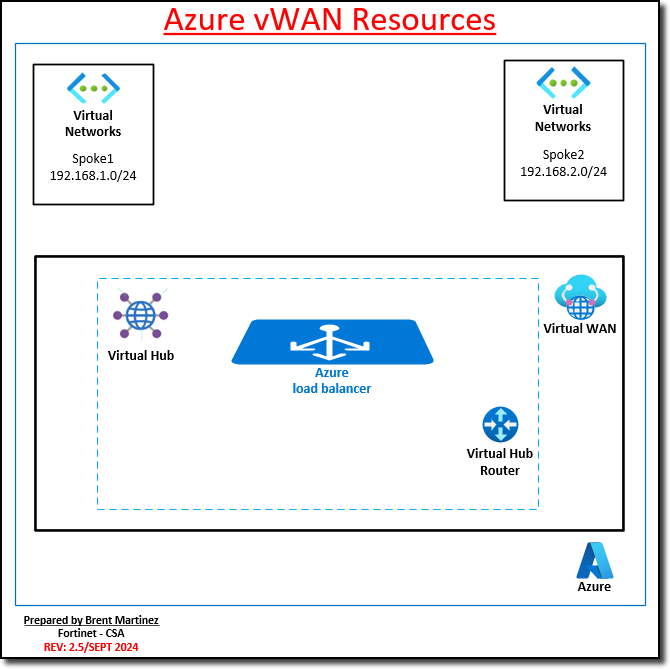 Azure vWAN Resources
Virtual
Networks
Spoke1
192.168.1.0/24
Virtual
Networks
Spoke2
192.168.2.0/24
Virtual Hub
Azure
load balancer
Virtual WAN
Virtual Hub
Router
Azure
Prepared by Brent Martinez
Fortinet - CSA
REV: 2.5/SEPT 2024